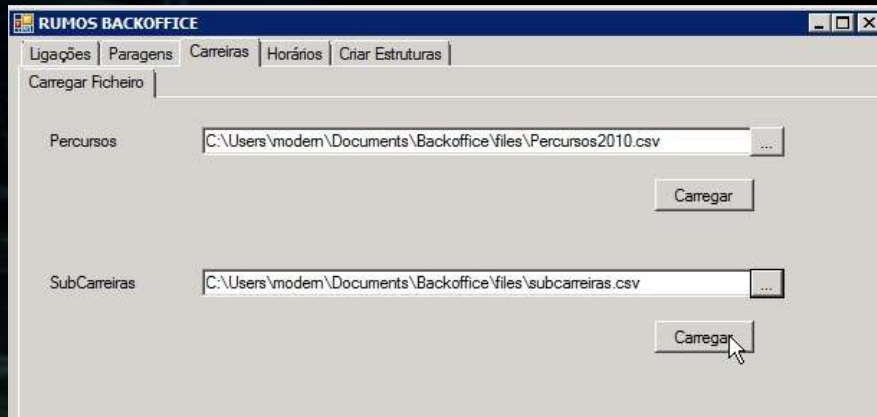 RUMOS BACKOFFICE
Ligações Paragens Carreiras Horários Criar Estruturas
Carregar Ficheiro
Percursos C:\Users\modern\Documents\Backoffice\files\Percursos2010.csv ...
Carregar
SubCarreiras C:\Users\modern\Documents\Backoffice\files\subcarreiras.csv ...
Carregar